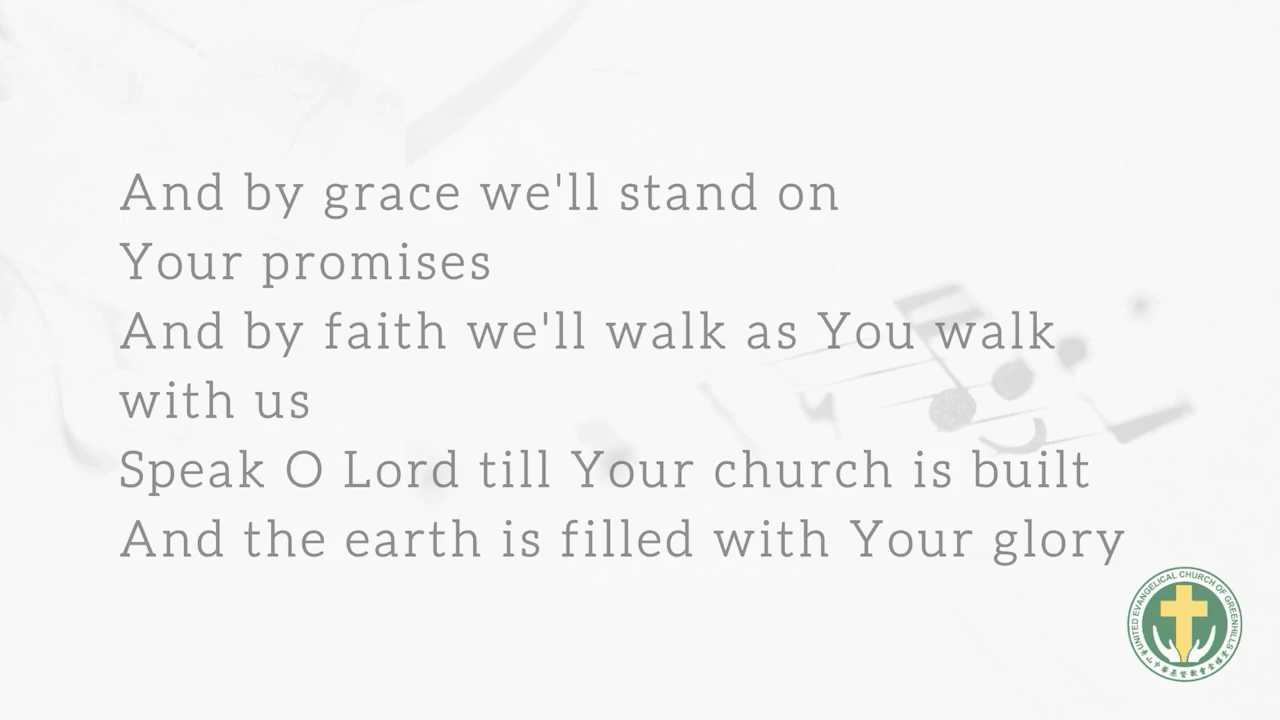 And by grace we'll stand on
Your promises
And by faith we'll walk as You walk
with us
Speak O Lord till Your church is built
And the earth is filled with Your glory
UNITED EVANGELICAL CHURCH OF GREENHILLS